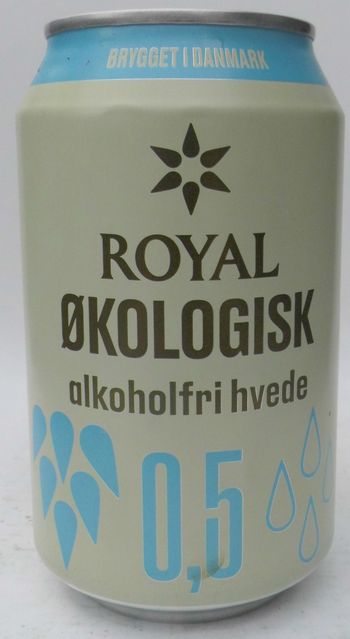 BRYGGET I DANMARK
ROYAL
ØKOLOGISK
alkoholfri hvede
0,5